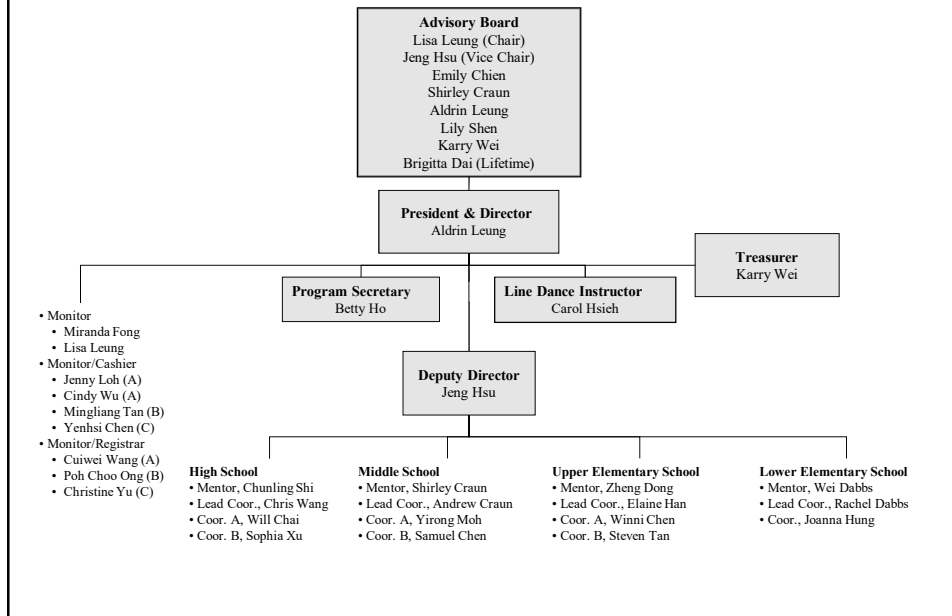 Advisory Board
Lisa Leung (Chair)
Jeng Hsu (Vice Chair)
Emily Chien
Shirley Craun
Aldrin Leung
Lily Shen
Karry Wei
Brigitta Dai (Lifetime)
President & Director
Aldrin Leung
Treasurer
Karry Wei
Program Secretary
Betty Ho
Line Dance Instructor
Carol Hsieh
• Monitor
• Miranda Fong
• Lisa Leung
• Monitor/Cashier
• Jenny Loh (A)
• Cindy Wu (A)
• Mingliang Tan (B)
• Yenhsi Chen (C)
• Monitor/Registrar
• Cuiwei Wang (A)
• Poh Choo Ong (B)
• Christine Yu (C)
Deputy Director
Jeng Hsu
High School
• Mentor, Chunling Shi
• Lead Coor., Chris Wang
• Coor. A, Will Chai
• Coor. B, Sophia Xu
Middle School
• Mentor, Shirley Craun
• Lead Coor., Andrew Craun
• Coor. A, Yirong Moh
• Coor. B, Samuel Chen
Upper Elementary School
• Mentor, Zheng Dong
• Lead Coor., Elaine Han
• Coor. A, Winni Chen
• Coor. B, Steven Tan
Lower Elementary School
• Mentor, Wei Dabbs
• Lead Coor., Rachel Dabbs
• Coor., Joanna Hung